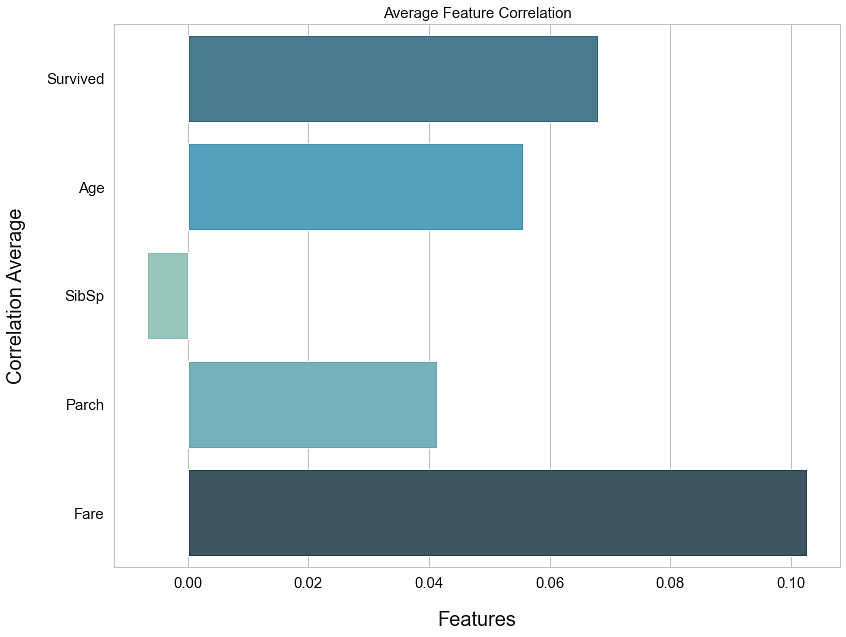 Average Feature Correlation
Survived
Age
SibSp
Parch
Fare
Correlation Average
0.00 0.02 0.04 0.06 0.08 0.10
Features